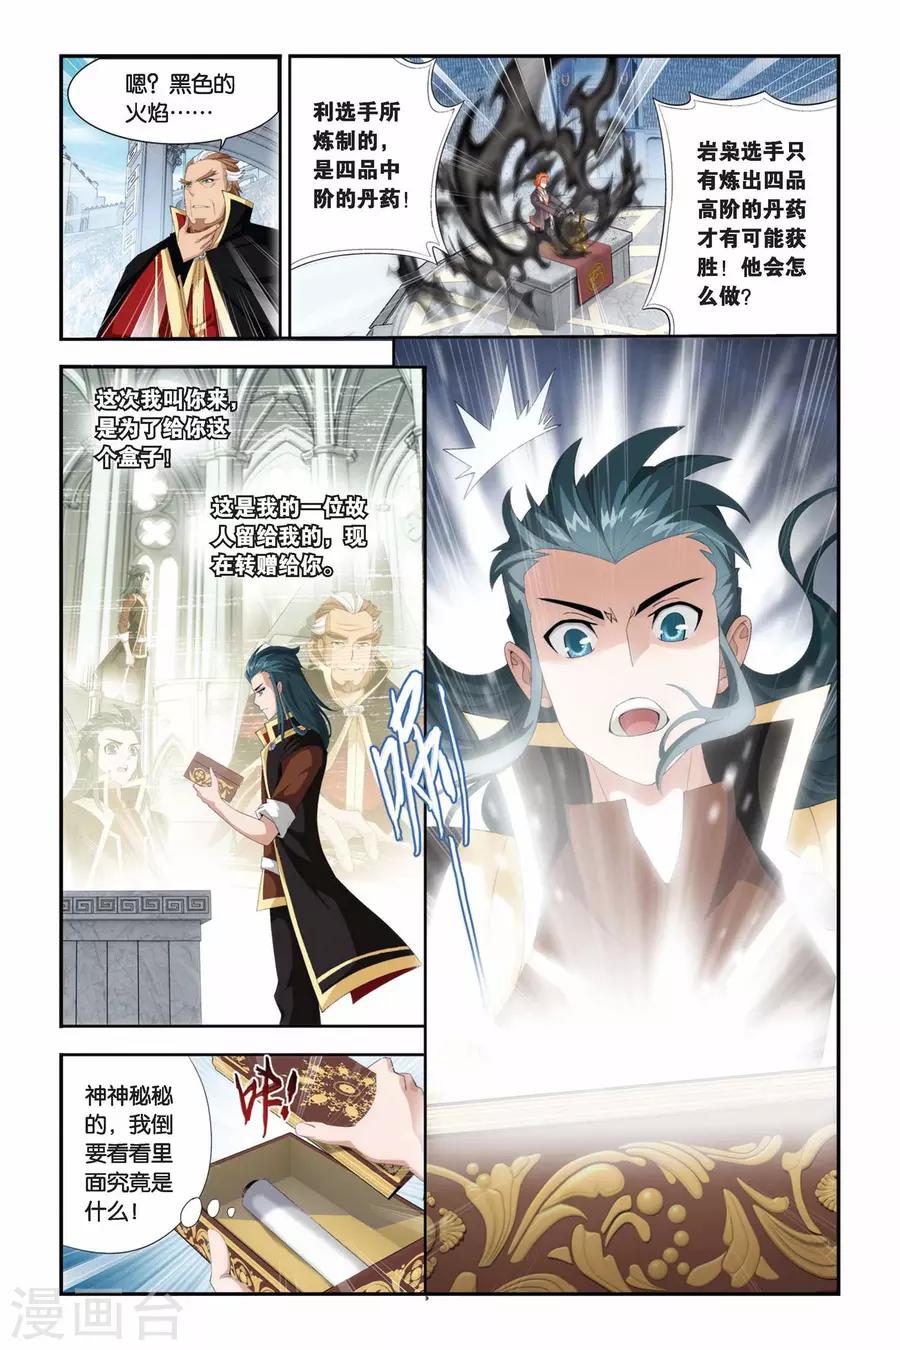 嗯？黑色的
火焰……
利选手所
炼制的，
是四品中
阶的丹药！
岩枭选手只
有炼出四品
高阶的丹药
才有可能获
胜！他会怎
么做？
这次我叫你来，
是为了给你这
个盒子！
这是我的一位故
人留给我的，现
在转赠给你。
唰
神神秘秘
的，我倒
要看看里
面究竟是
什么！
咔！
漫画台